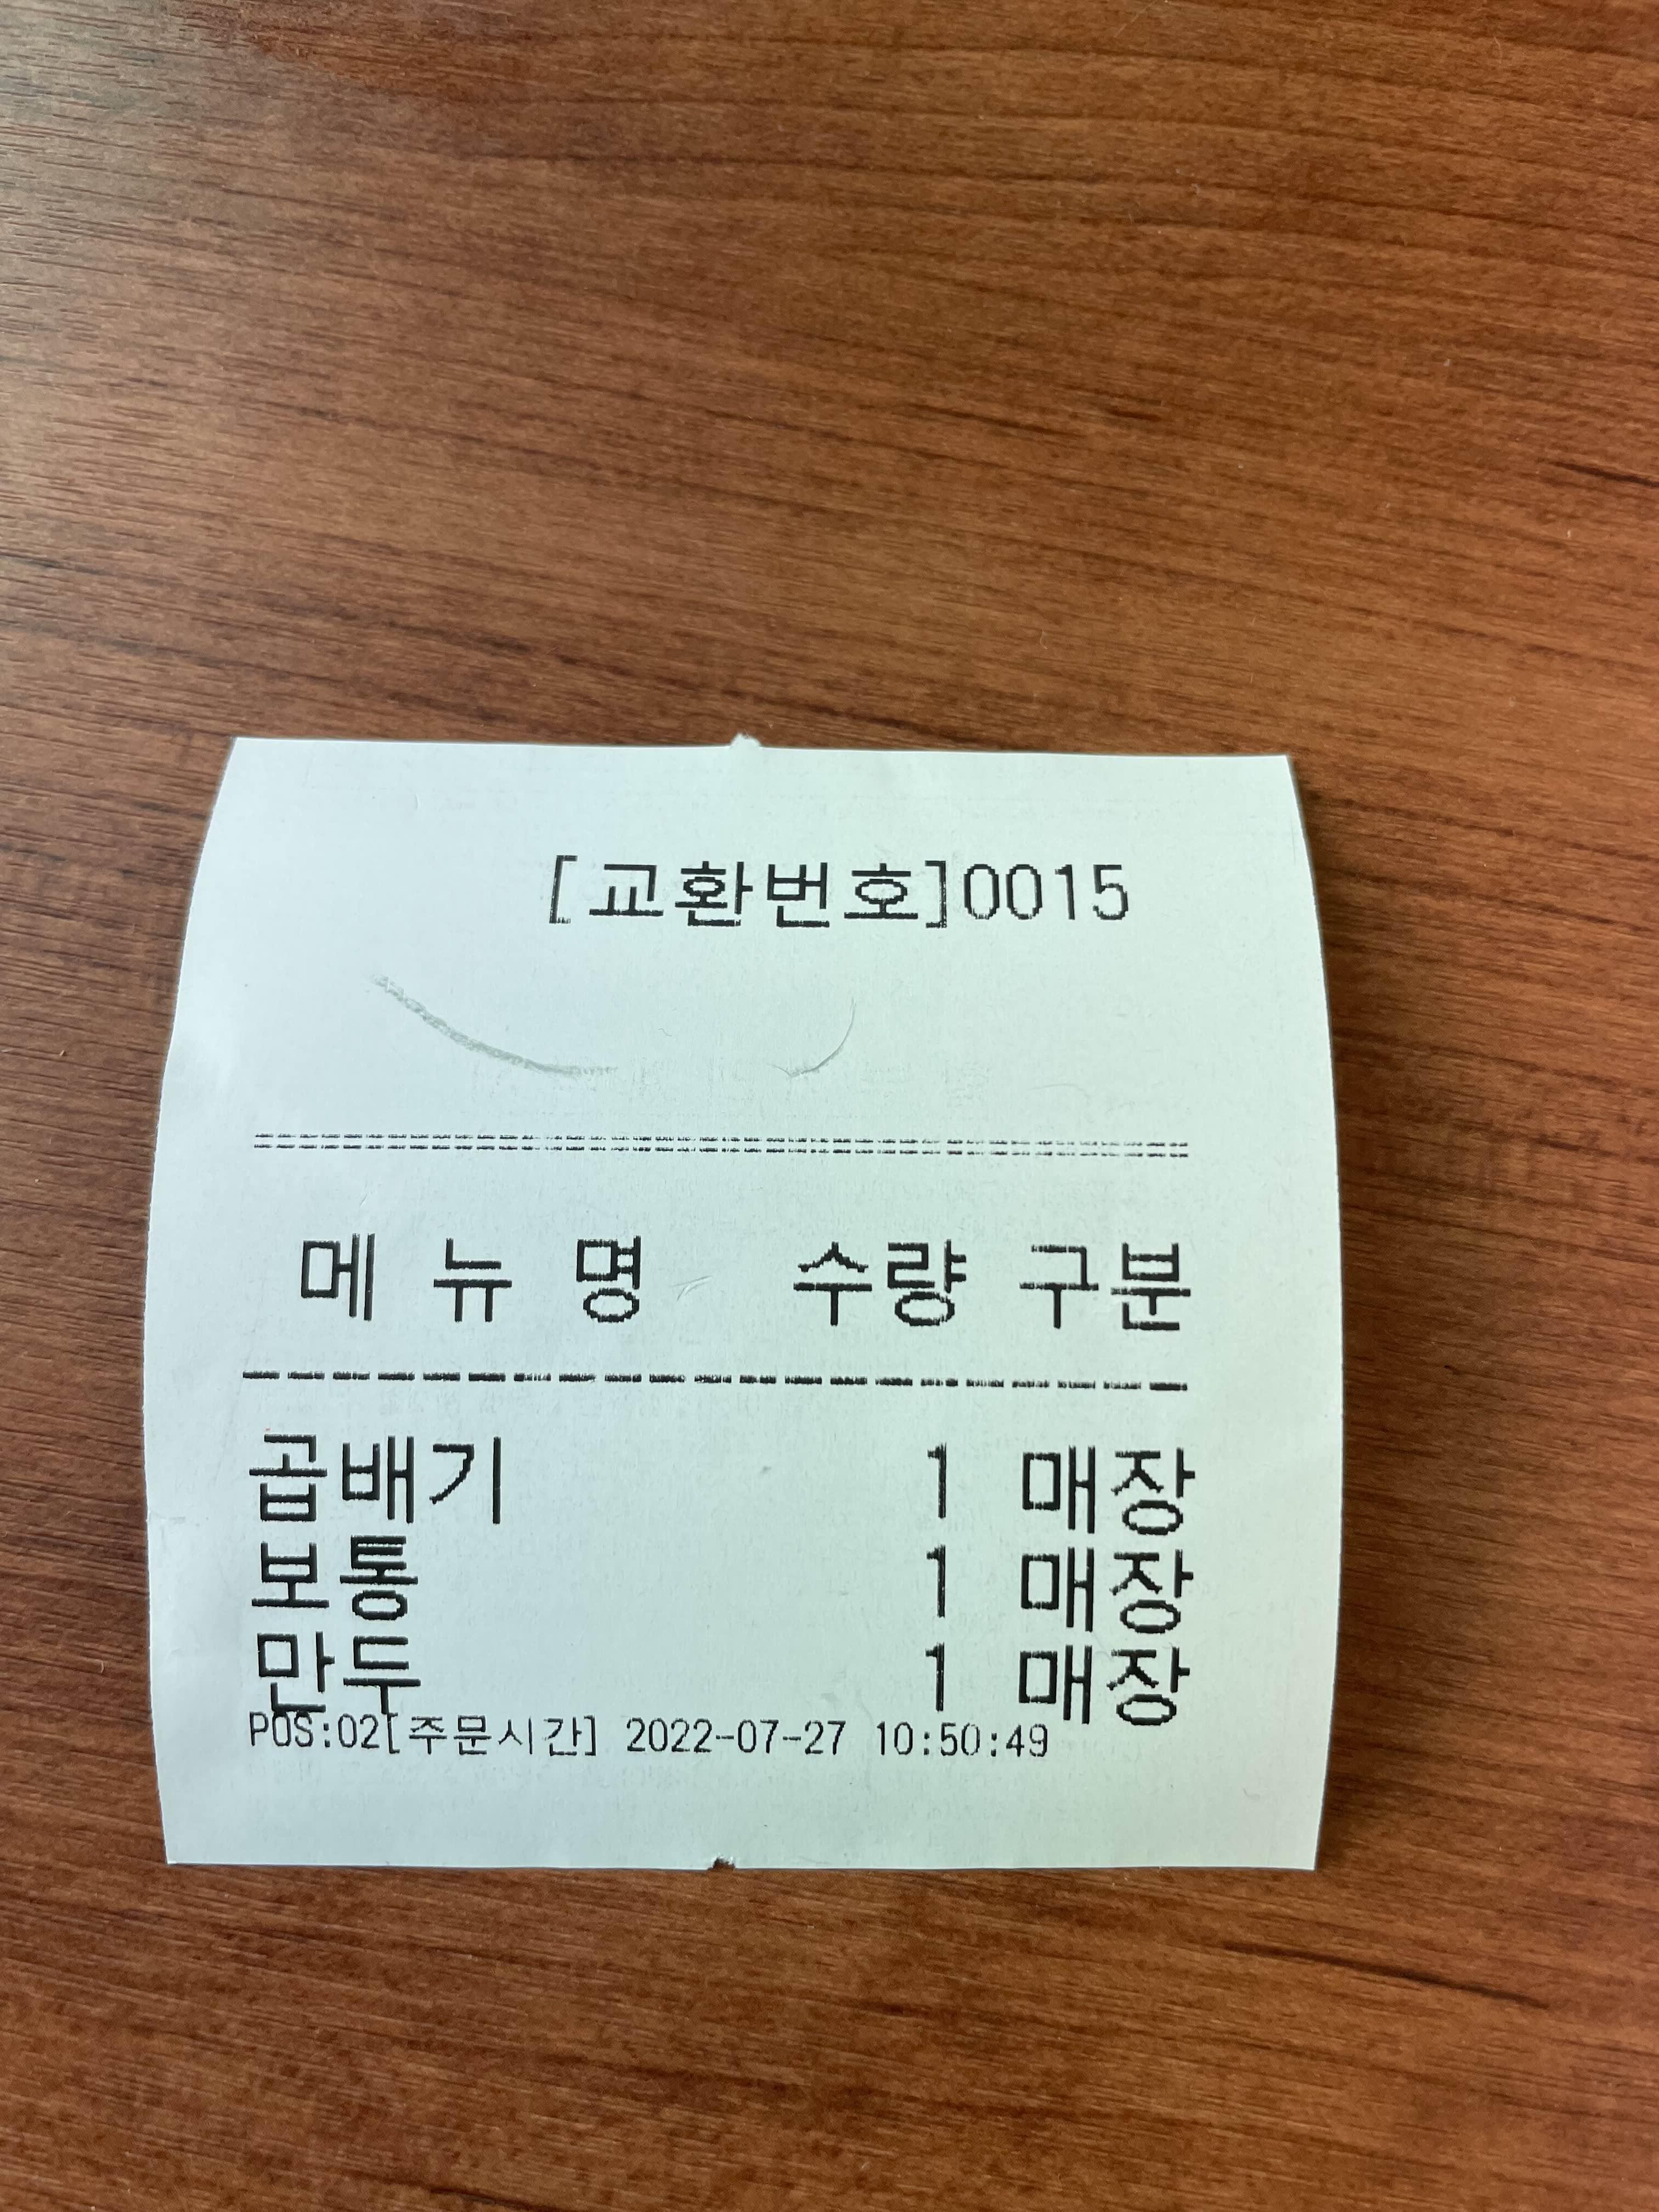 [교환번호]0015
메 뉴 명 수량 구분
곱배기 1 매장
보통 1 매장
만두 1 매장
POS:02[주문시간] 2022-07-27 10:50:49